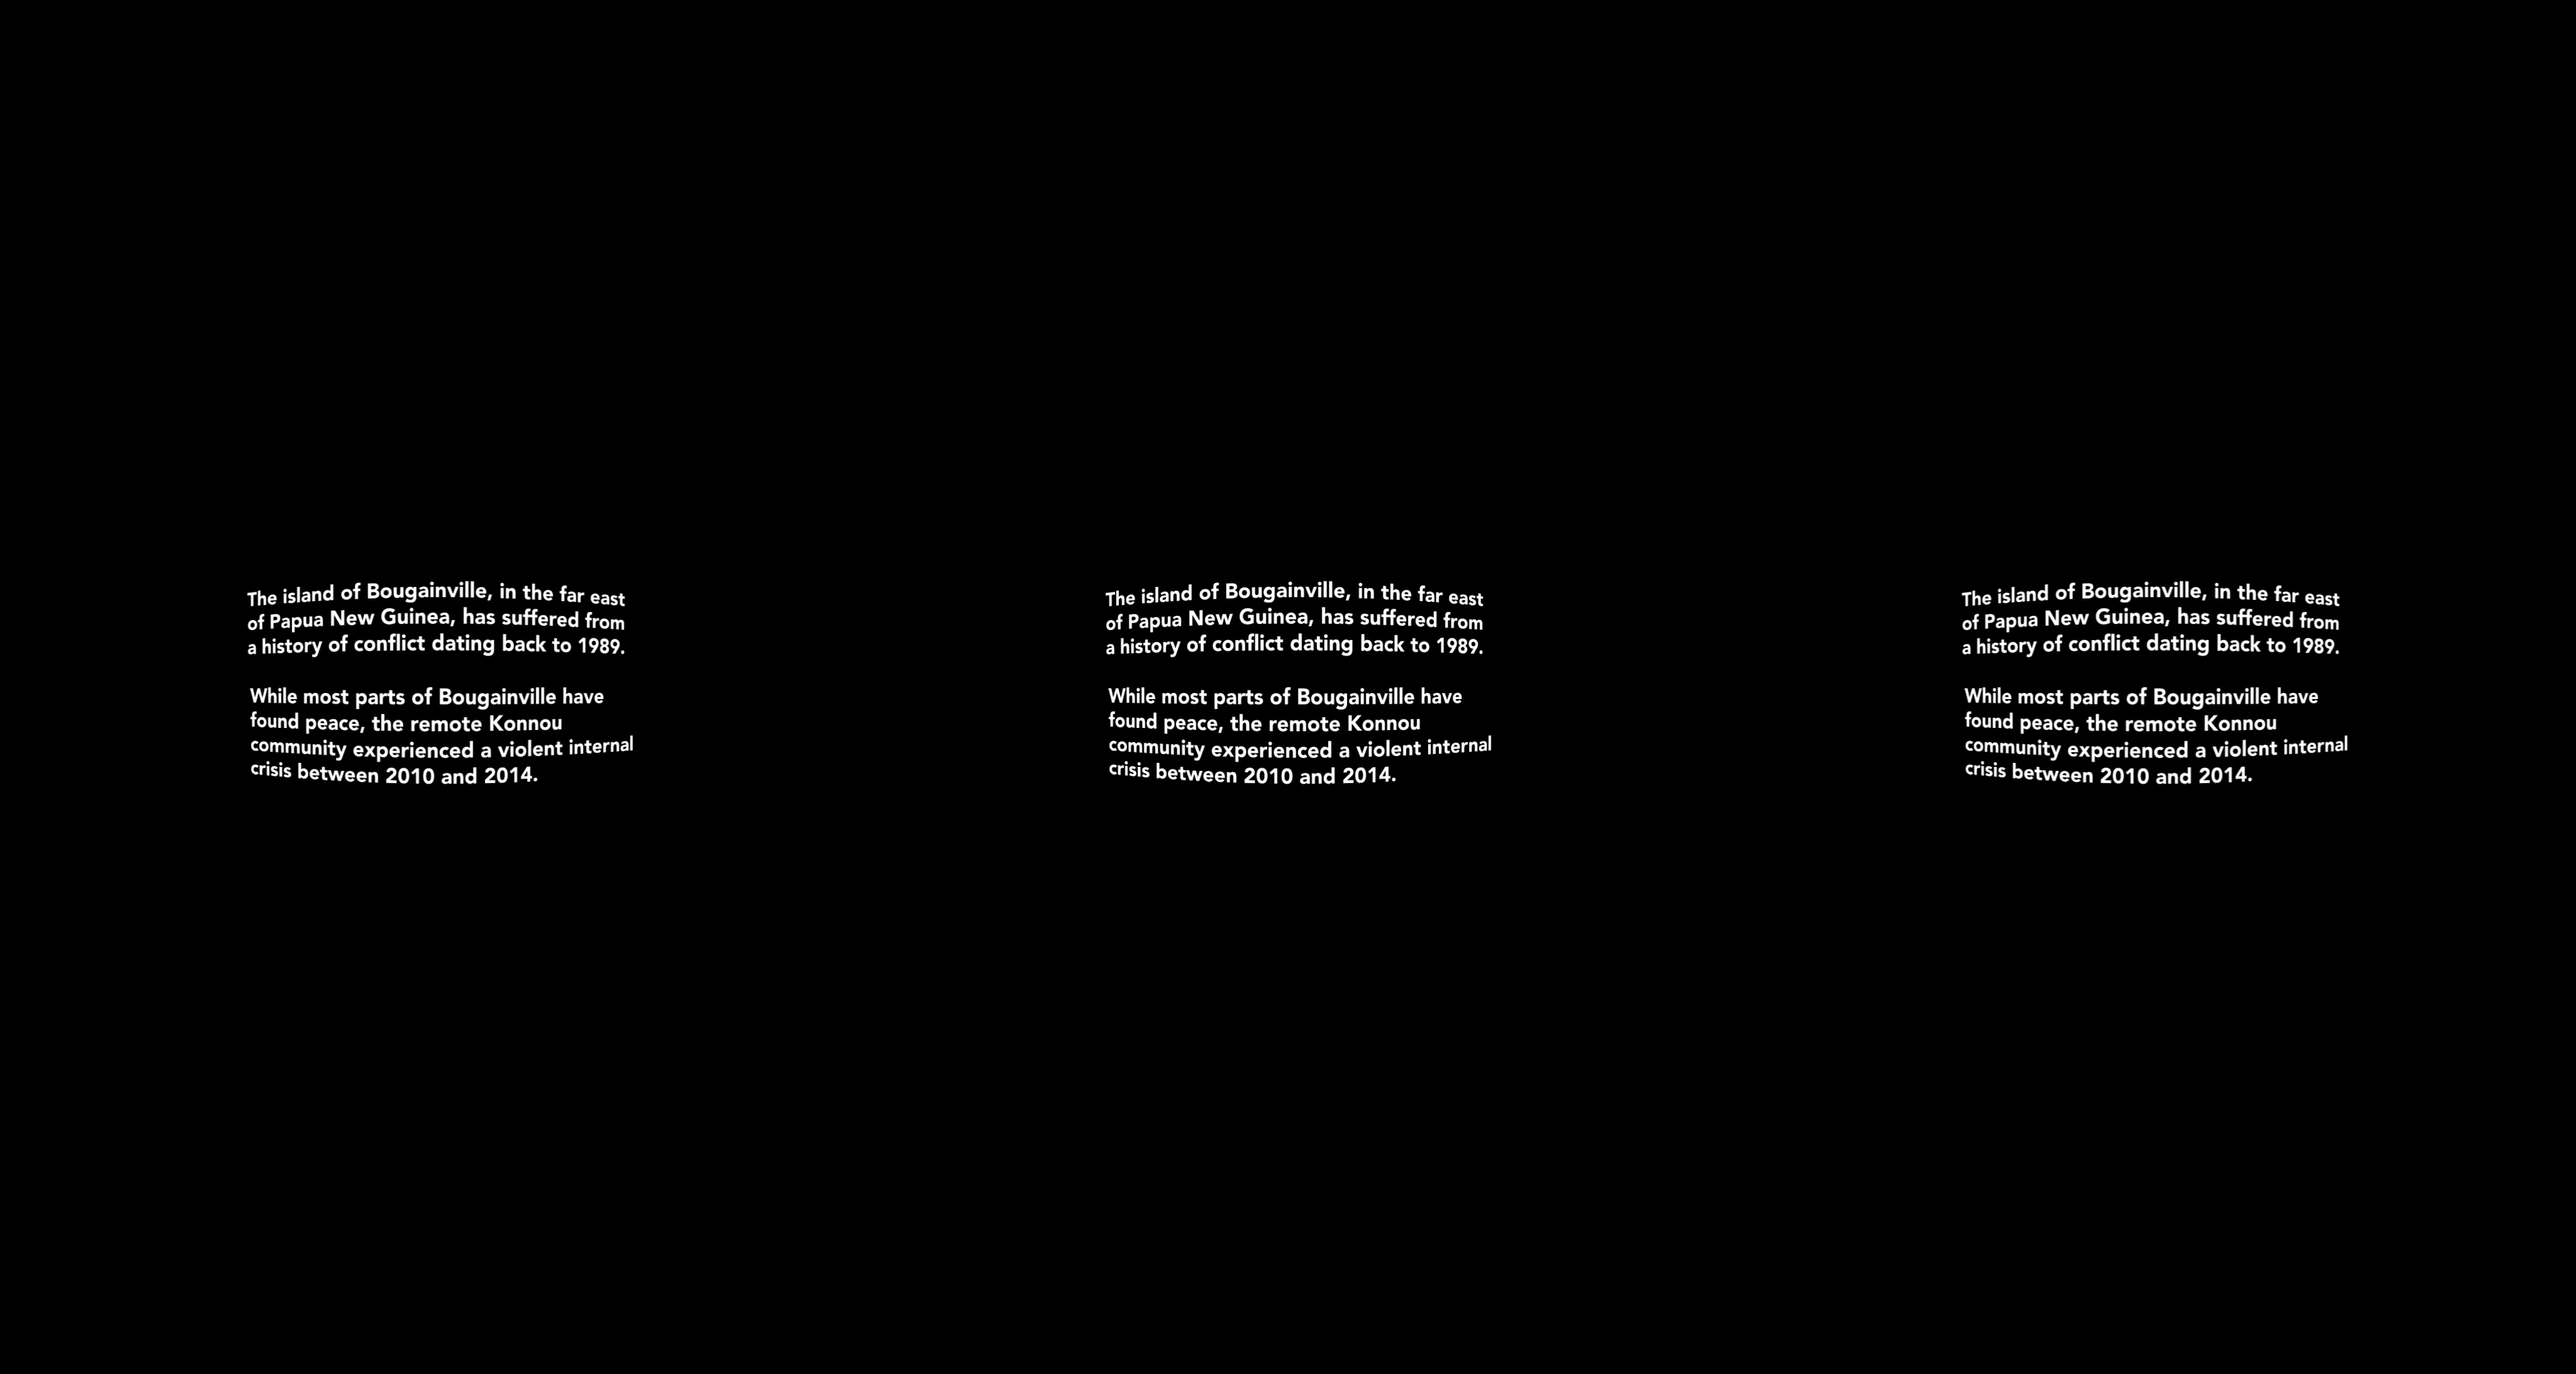 The island of Bougainville, in the far east
of Papua New Guinea, has suffered from
a history of conflict dating back to 1989.
While most parts of Bougainville have
found peace, the remote Konnou
community experienced a violent internal
crisis between 2010 and 2014.
The island of Bougainville, in the far east
of Papua New Guinea, has suffered from
a history of conflict dating back to 1989.
While most parts of Bougainville have
found peace, the remote Konnou
community experienced a violent internal
crisis between 2010 and 2014.
The island of Bougainville, in the far east
of Papua New Guinea, has suffered from
a history of conflict dating back to 1989.
While most parts of Bougainville have
found peace, the remote Konnou
community experienced a violent internal
crisis between 2010 and 2014.